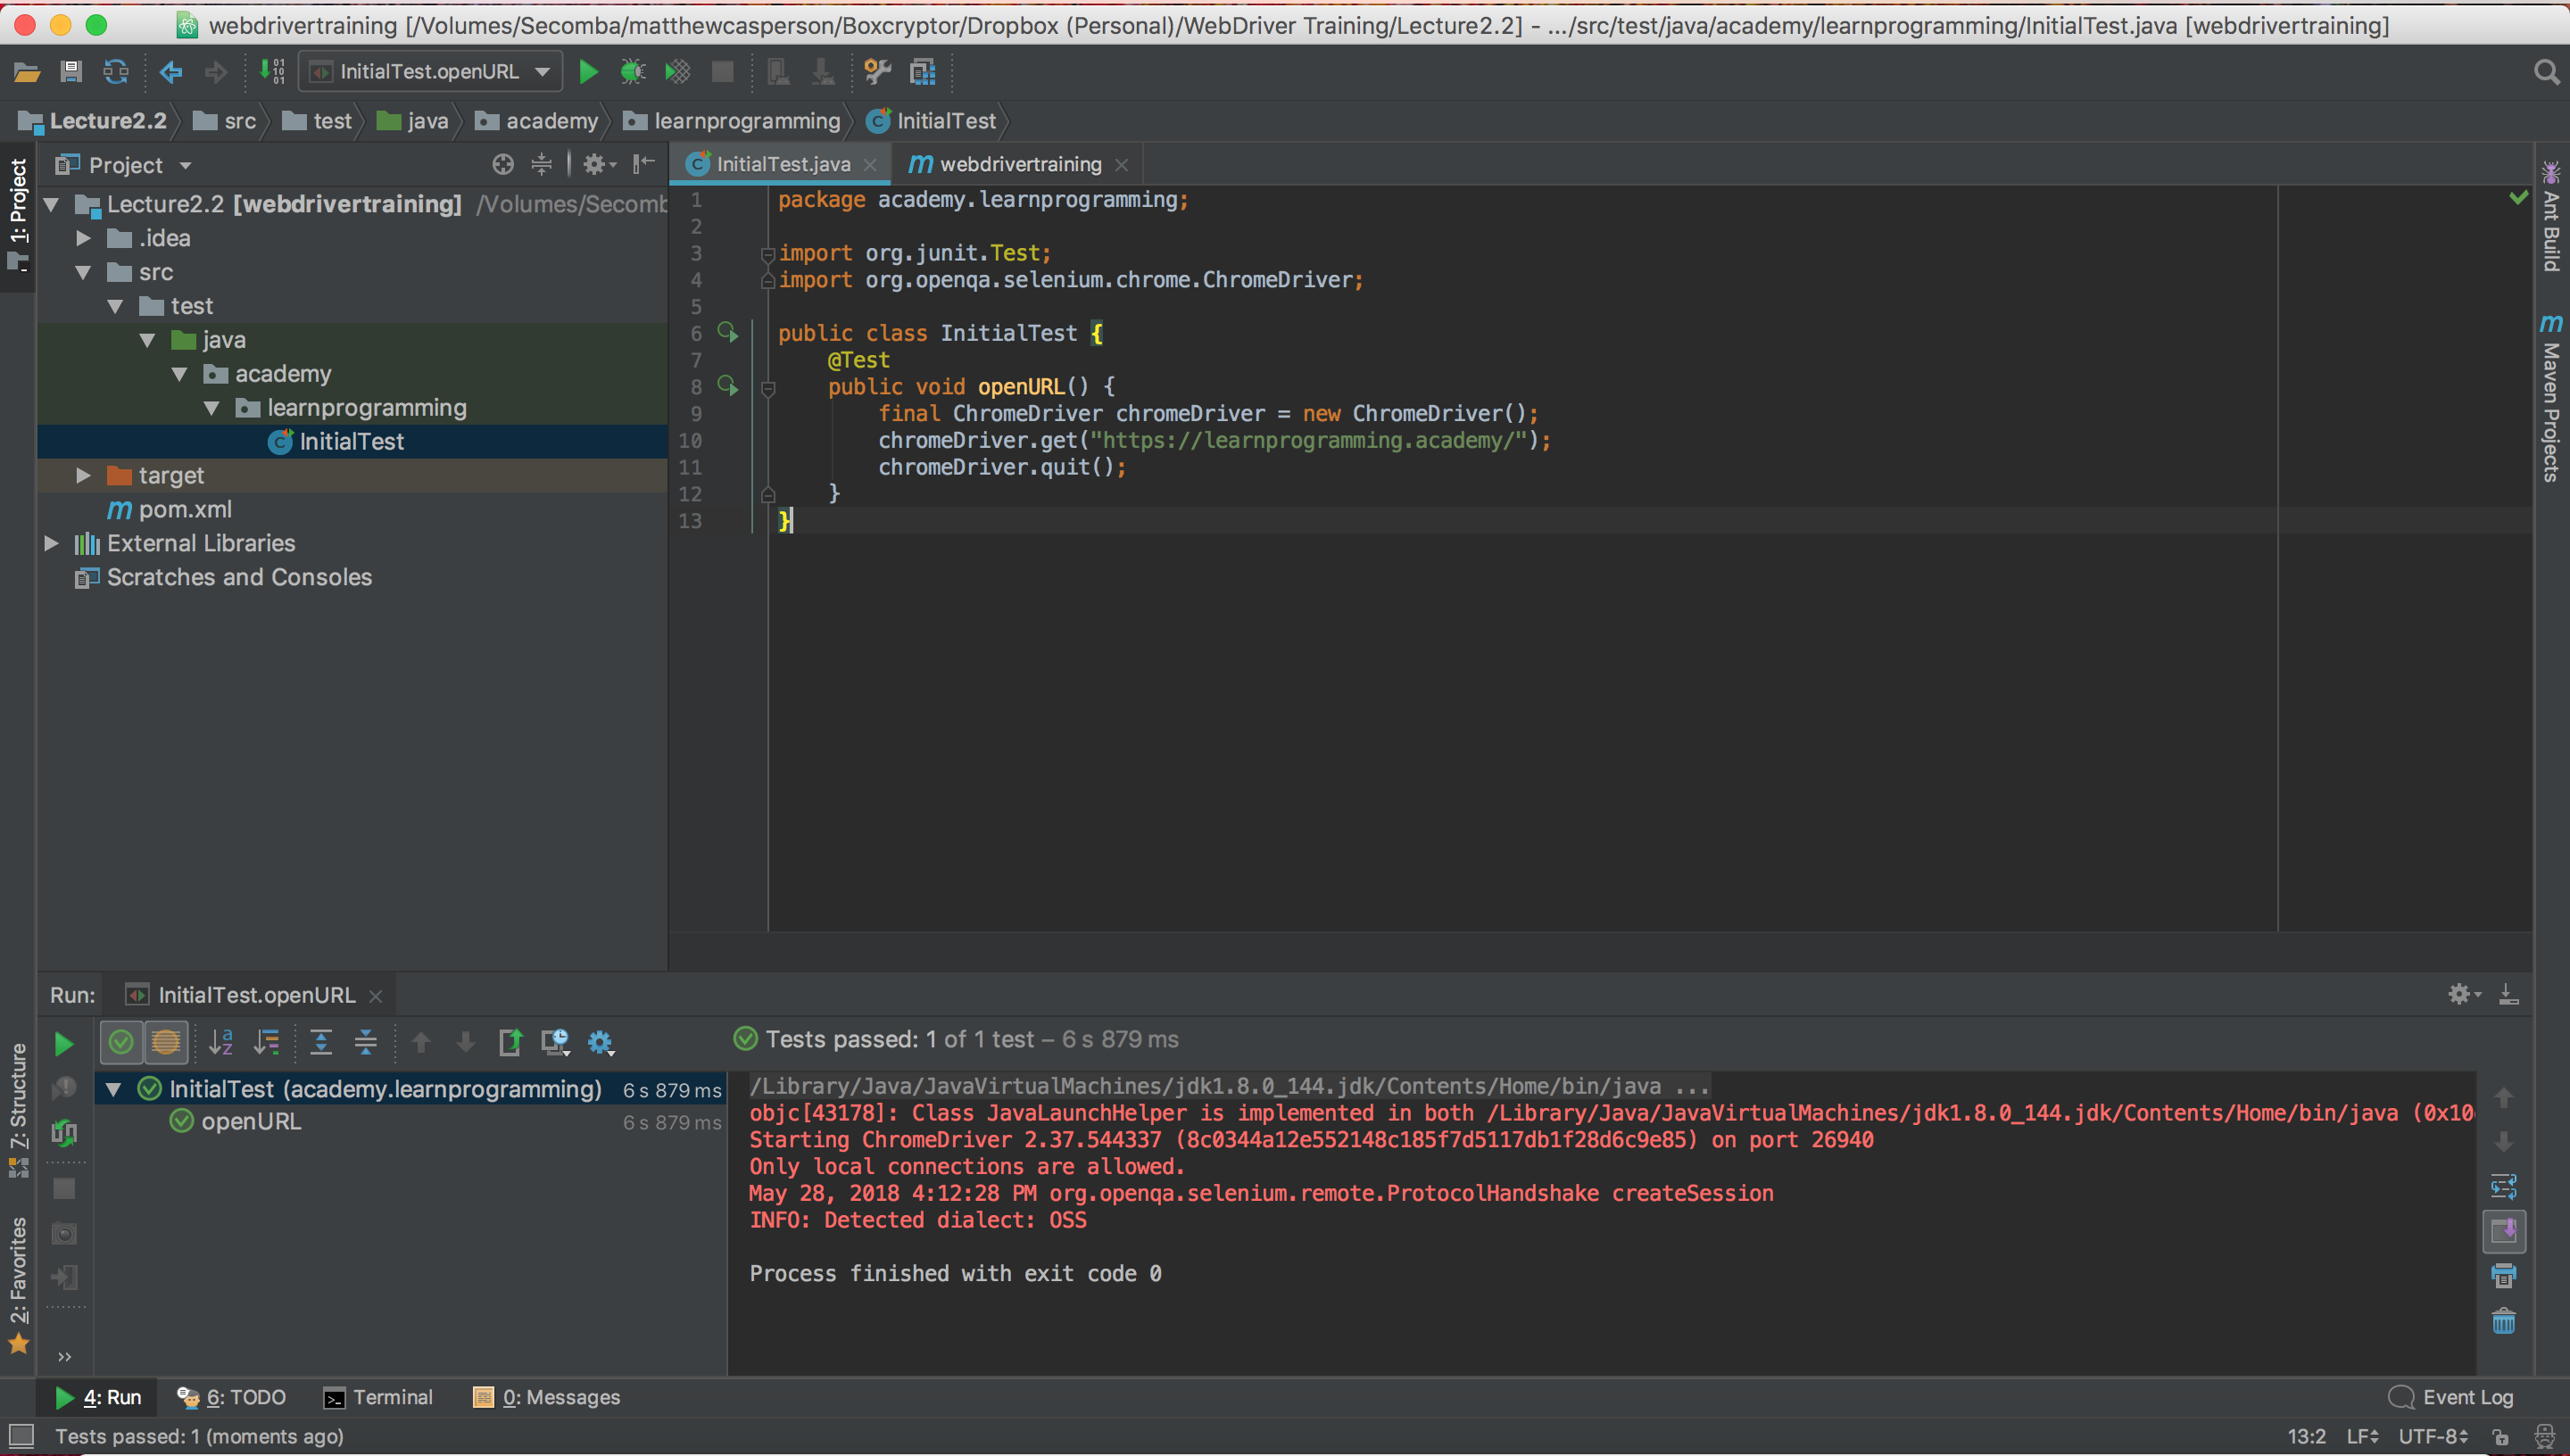 webdrivertraining [/Volumes/Secomba/matthewcasperson/Boxcryptor/Dropbox (Personal)/WebDriver Training/Lecture2.2] - .../src/test/java/academy/learnprogramming/InitialTest.java [webdrivertraining]
InitialTest.openURL
Lecture2.2 src test java academy learnprogramming InitialTest
1: Project
Project
Lecture2.2 [webdrivertraining] /Volumes/Secomb
.idea
src
test
java
academy
learnprogramming
InitialTest
target
pom.xml
External Libraries
Scratches and Consoles
InitialTest.java webdrivertraining
1 package academy.learnprogramming;
2
3 import org.junit.Test;
4 import org.openqa.selenium.chrome.ChromeDriver;
5
6 public class InitialTest {
7 @Test
8 public void openURL() {
9 final ChromeDriver chromeDriver = new ChromeDriver();
10 chromeDriver.get("https://learnprogramming.academy/");
11 chromeDriver.quit();
12 }
13 }
Ant Build
Maven Projects
Run: InitialTest.openURL
Tests passed: 1 of 1 test – 6 s 879 ms
InitialTest (academy.learnprogramming) 6 s 879 ms
openURL 6 s 879 ms
/Library/Java/JavaVirtualMachines/jdk1.8.0_144.jdk/Contents/Home/bin/java ...
objc[43178]: Class JavaLaunchHelper is implemented in both /Library/Java/JavaVirtualMachines/jdk1.8.0_144.jdk/Contents/Home/bin/java (0x10
Starting ChromeDriver 2.37.544337 (8c0344a12e552148c185f7d5117db1f28d6c9e85) on port 26940
Only local connections are allowed.
May 28, 2018 4:12:28 PM org.openqa.selenium.remote.ProtocolHandshake createSession
INFO: Detected dialect: OSS
Process finished with exit code 0
7: Structure
2: Favorites
4: Run 6: TODO Terminal 0: Messages Event Log
Tests passed: 1 (moments ago) 13:2 LF UTF-8